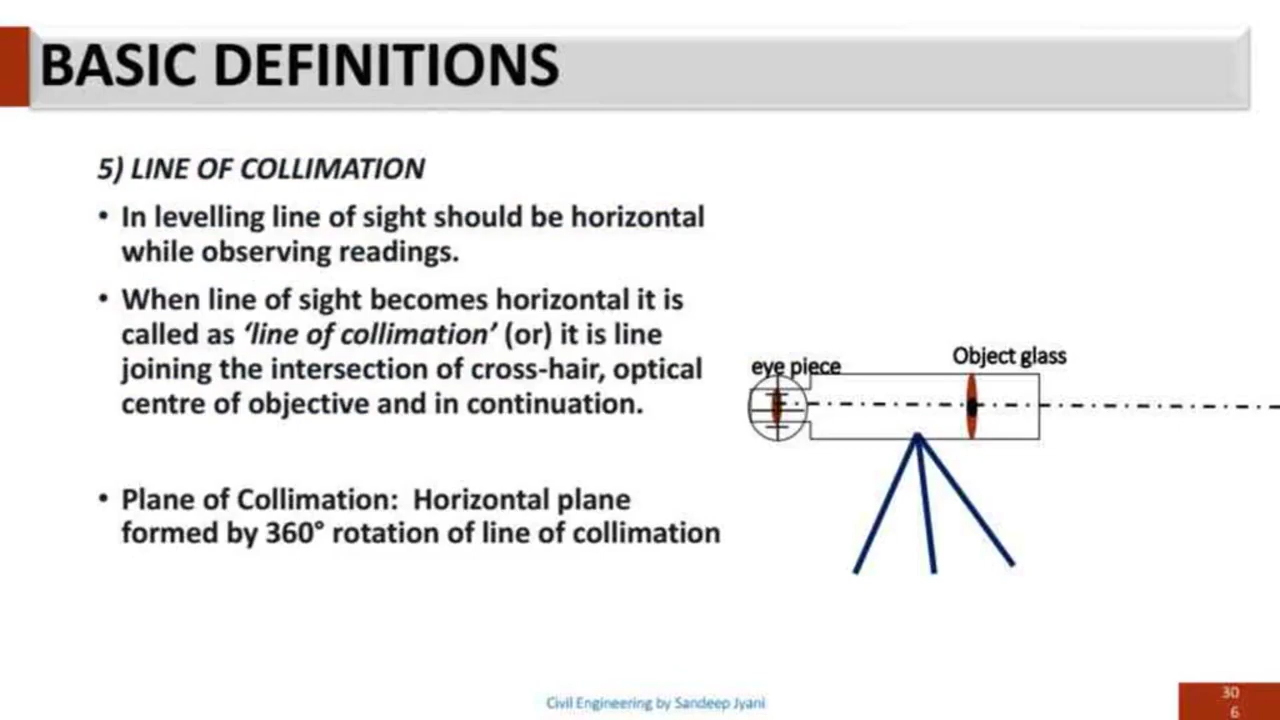 BASIC DEFINITIONS
5) LINE OF COLLIMATION
• In levelling line of sight should be horizontal
while observing readings.
• When line of sight becomes horizontal it is
called as ‘line of collimation’ (or) it is line
joining the intersection of cross-hair, optical
centre of objective and in continuation.
• Plane of Collimation: Horizontal plane
formed by 360° rotation of line of collimation
eye piece
Object glass
Civil Engineering by Sandeep Jyani
30
6